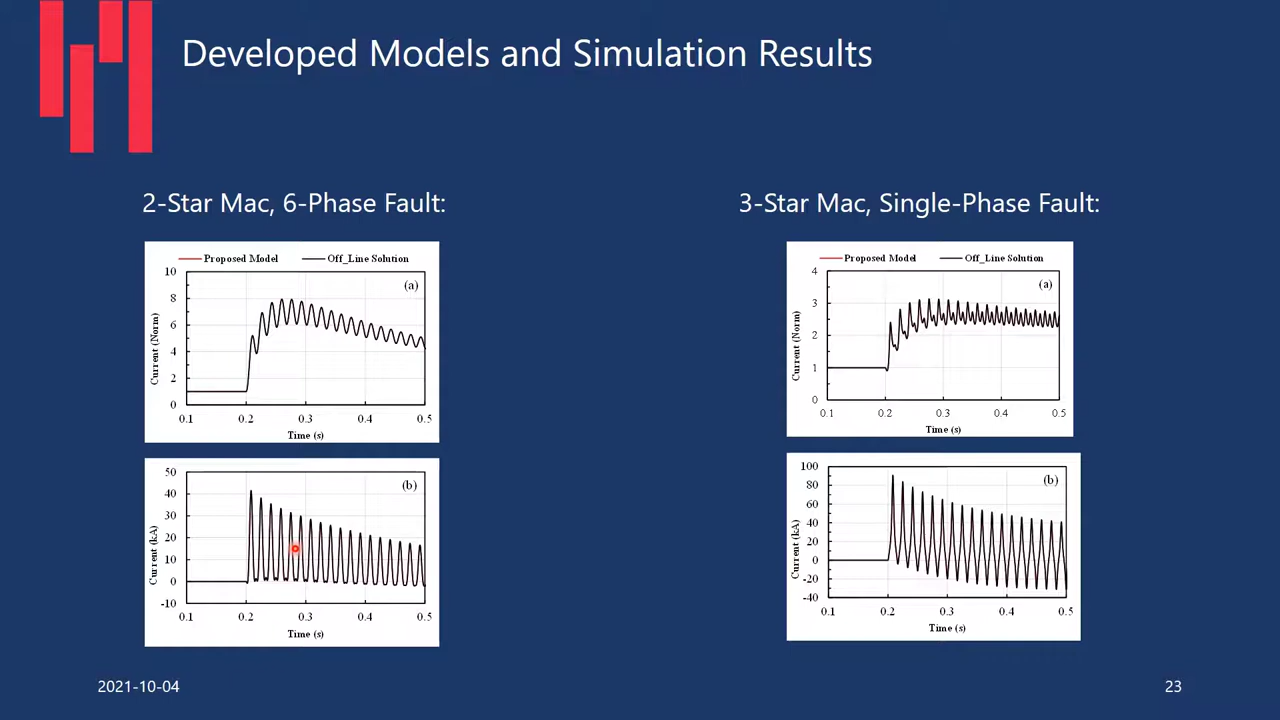 Developed Models and Simulation Results
2-Star Mac, 6-Phase Fault:
Proposed Model Off_Line Solution
(a)
Current (Norm)
10
8
6
4
2
0
0.1 0.2 0.3 0.4 0.5
Time (s)
(b)
Current (kA)
50
40
30
20
10
0
-10
0.1 0.2 0.3 0.4 0.5
Time (s)
3-Star Mac, Single-Phase Fault:
Proposed Model Off_Line Solution
(a)
Current (Norm)
4
3
2
1
0
0.1 0.2 0.3 0.4 0.5
Time (s)
(b)
Current (kA)
100
80
60
40
20
0
-20
-40
0.1 0.2 0.3 0.4 0.5
Time (s)
2021-10-04
23